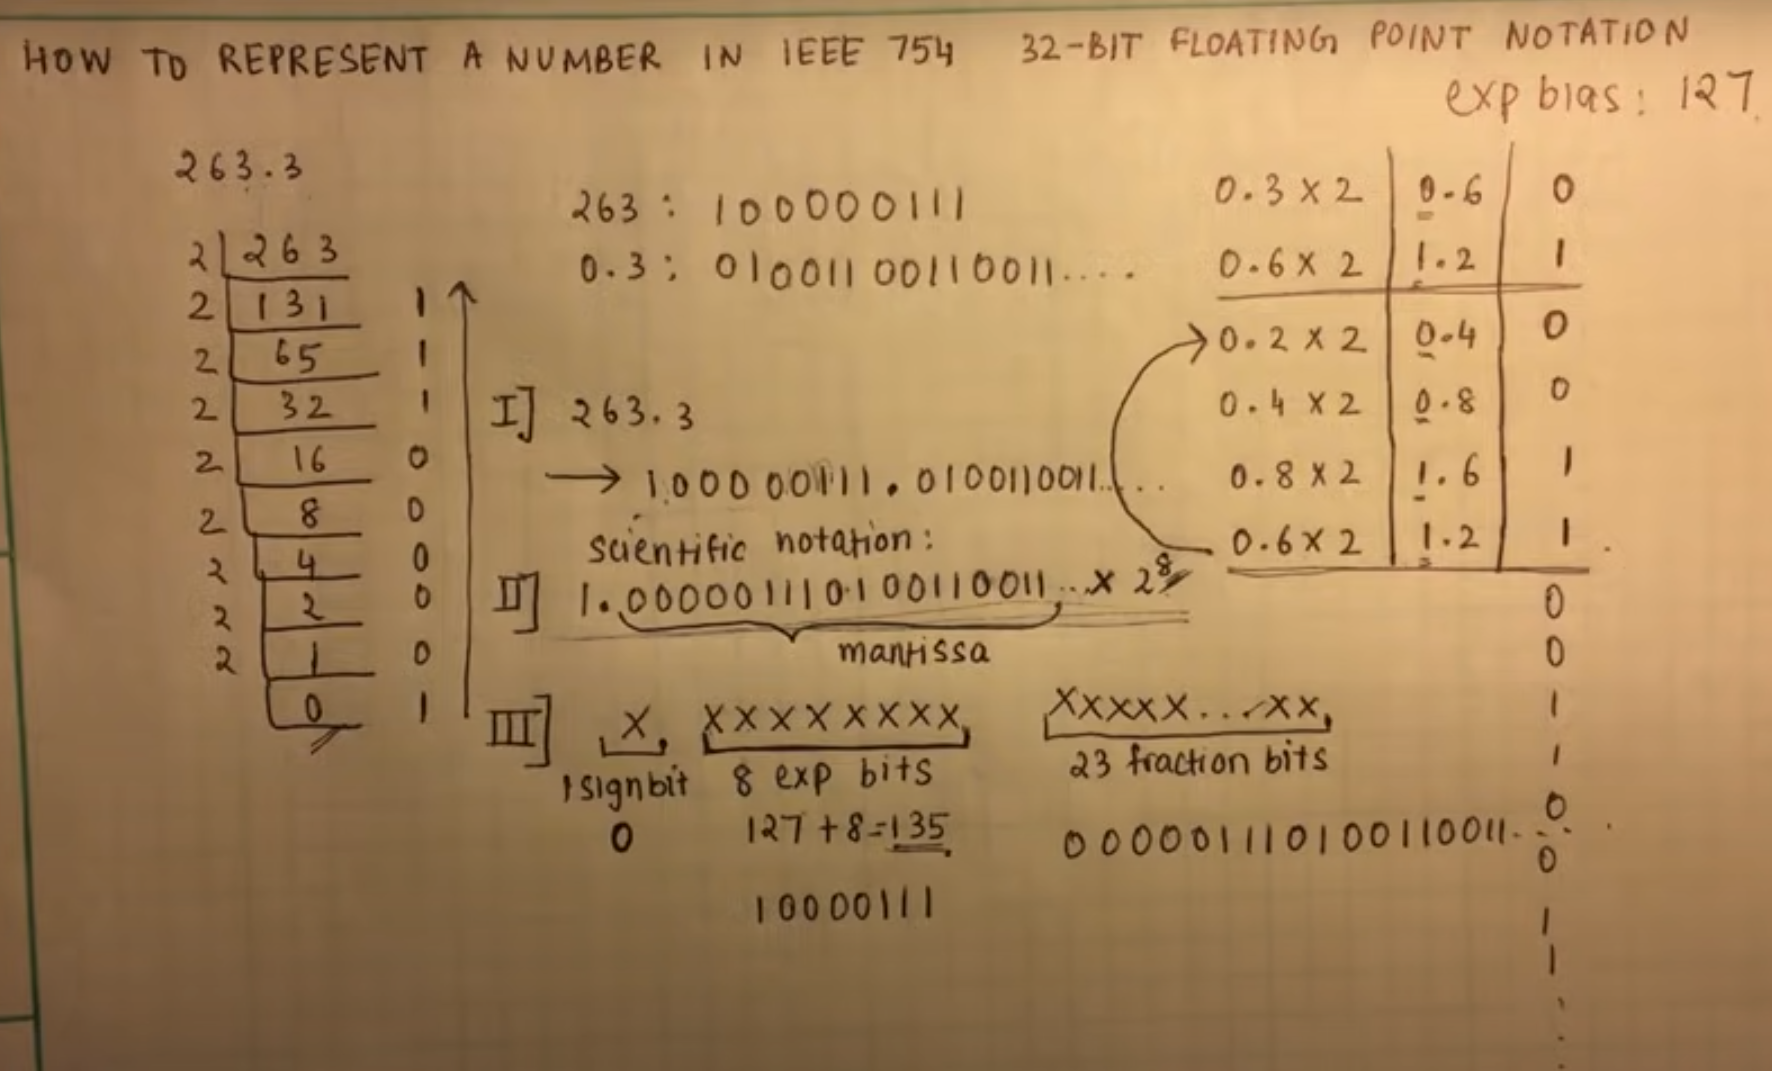 HOW TO REPRESENT A NUMBER IN IEEE 754 32-BIT FLOATING POINT NOTATION
exp bias: 127
263.3
2 263
2 131 1
2 65 1
2 32 1
2 16 0
2 8 0
2 4 0
2 2 0
2 1 0
0 1
263 : 100000111
0.3 : 01001100110011....
I] 263.3
→ 100000111.0100110011....
scientific notation:
II] 1.000001110100110011...× 2⁸
mantissa
III] X XXXXXXXX XXXXX...XX
1 sign bit 8 exp bits 23 fraction bits
0 127+8=135 000001110100110011...
10000111
0.3 × 2 0.6 0
0.6 × 2 1.2 1
0.2 × 2 0.4 0
0.4 × 2 0.8 0
0.8 × 2 1.6 1
0.6 × 2 1.2 1
0
0
1
1
0
0
1
1